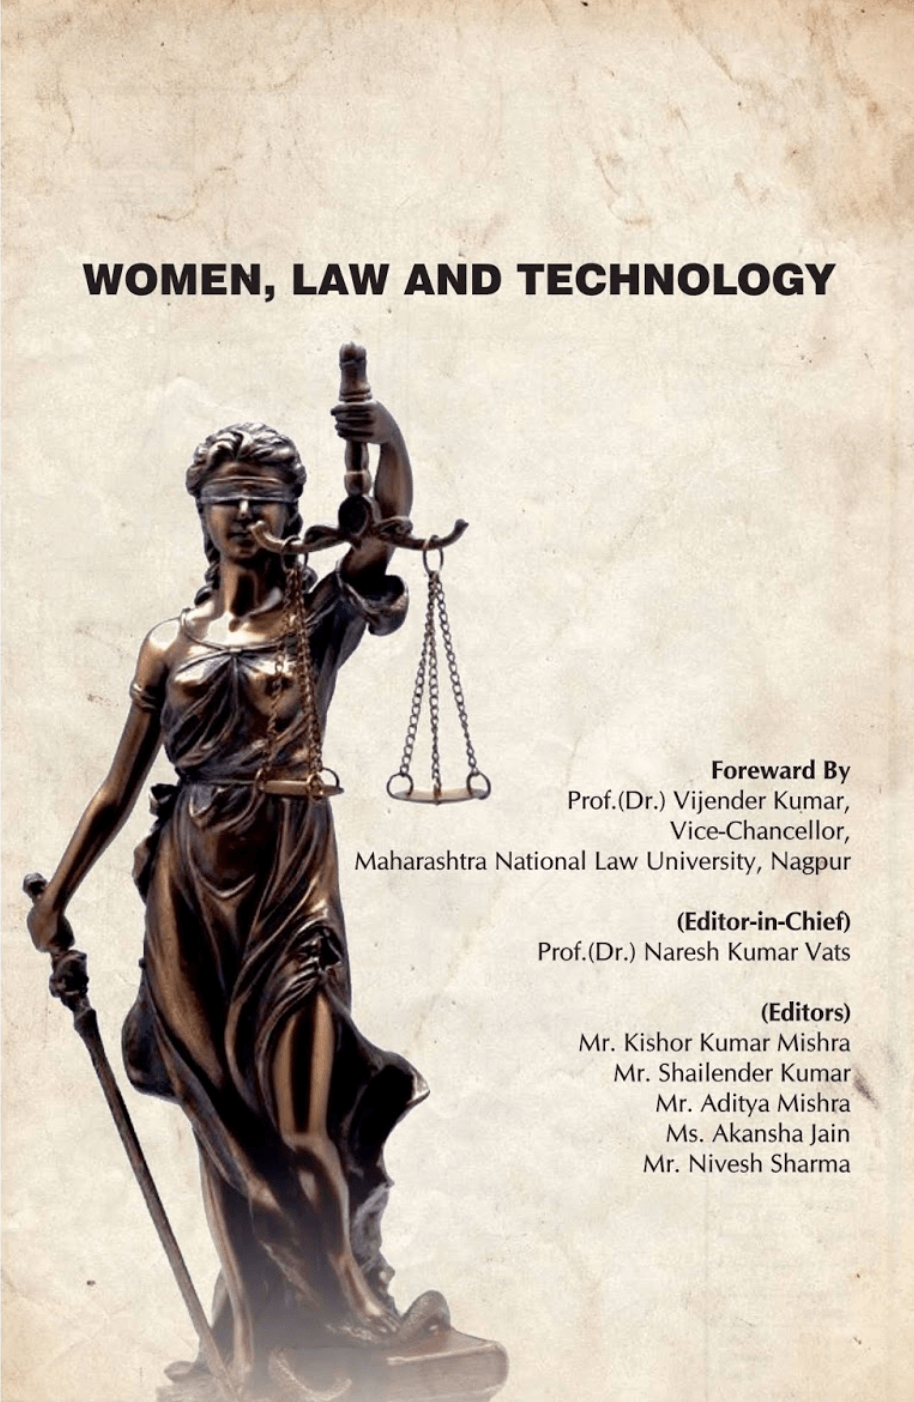 WOMEN, LAW AND TECHNOLOGY
Foreward By
Prof.(Dr.) Vijender Kumar,
Vice-Chancellor,
Maharashtra National Law University, Nagpur
(Editor-in-Chief)
Prof.(Dr.) Naresh Kumar Vats
(Editors)
Mr. Kishor Kumar Mishra
Mr. Shailender Kumar
Mr. Aditya Mishra
Ms. Akansha Jain
Mr. Nivesh Sharma